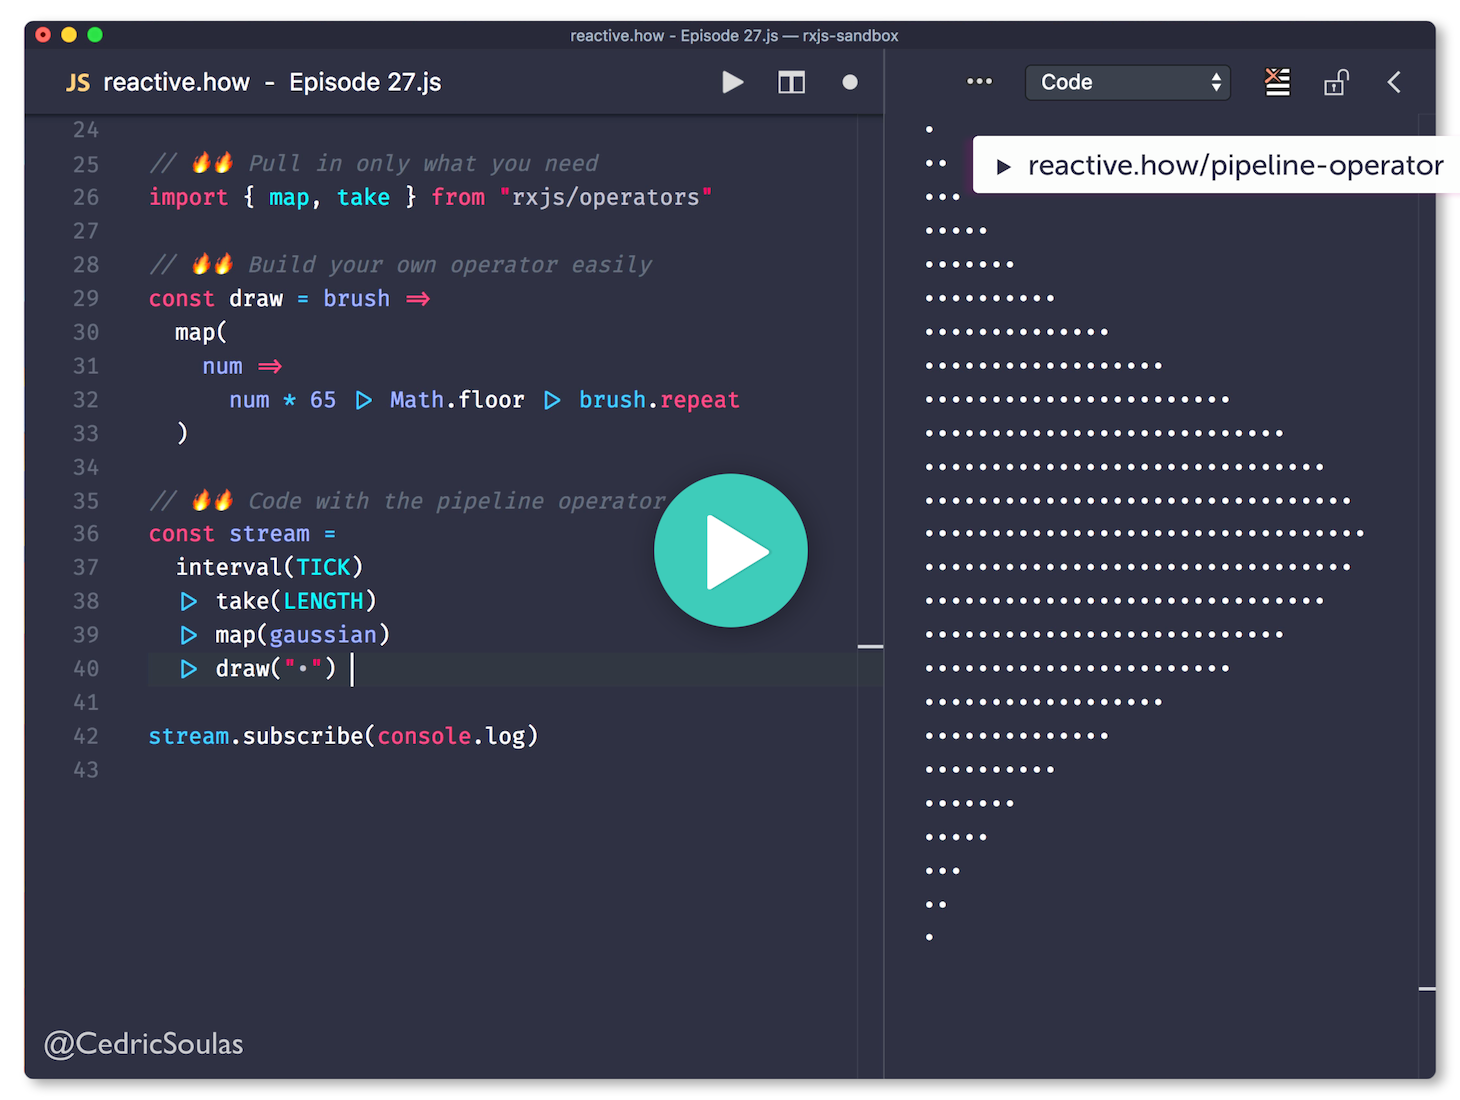 reactive.how - Episode 27.js — rxjs-sandbox
JS reactive.how - Episode 27.js
Code
▸ reactive.how/pipeline-operator
24
25 // 🔥🔥 Pull in only what you need
26 import { map, take } from "rxjs/operators"
27
28 // 🔥🔥 Build your own operator easily
29 const draw = brush =>
30 map(
31 num =>
32 num * 65 |> Math.floor |> brush.repeat
33 )
34
35 // 🔥🔥 Code with the pipeline operator
36 const stream =
37 interval(TICK)
38 |> take(LENGTH)
39 |> map(gaussian)
40 |> draw("•")
41
42 stream.subscribe(console.log)
43
@CedricSoulas